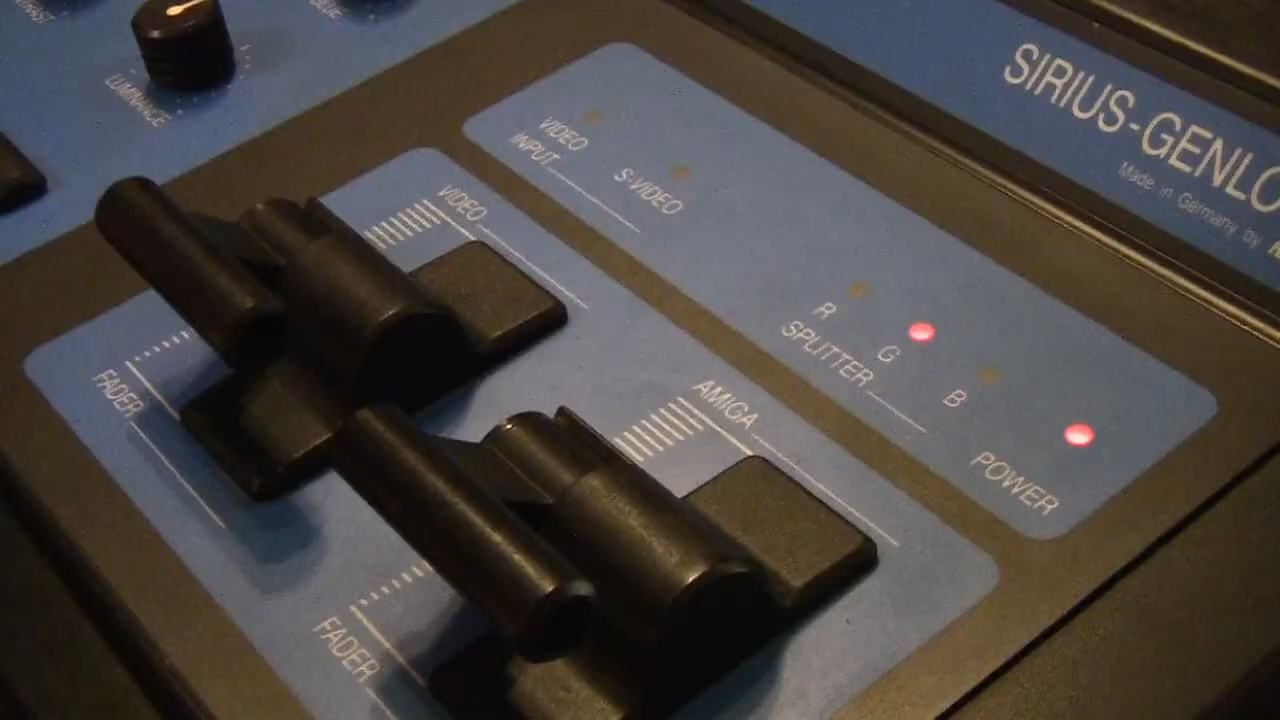 LUMINANCE
SIRIUS-GENLO
Made in Germany by
VIDEO
INPUT
S-VIDEO
VIDEO
R
G
B
SPLITTER
POWER
FADER
AMIGA
FADER